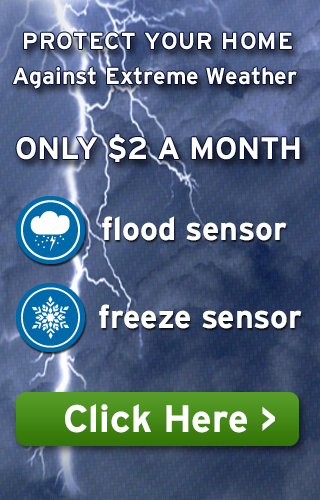 PROTECT YOUR HOME
Against Extreme Weather
ONLY $2 A MONTH
flood sensor
freeze sensor
Click Here >